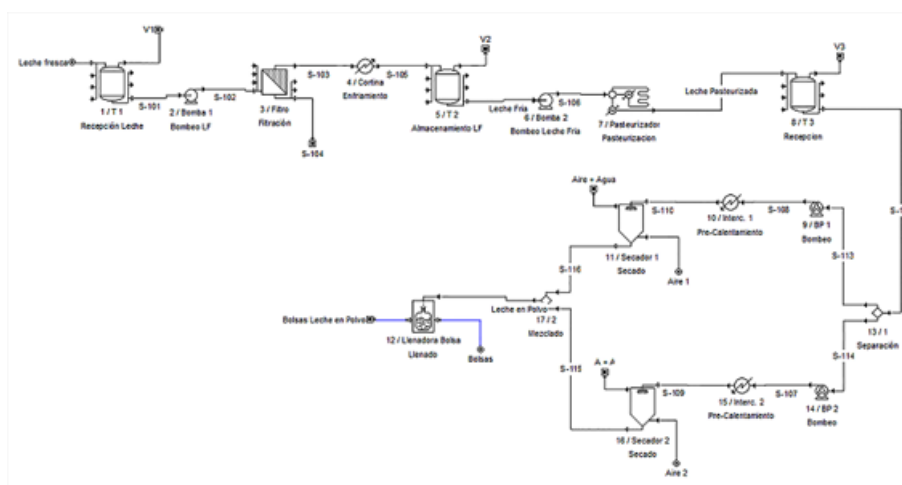 V1
V2
V3
Leche fresca
S-101
S-102
S-103
S-104
S-105
S-106
1 / T 1
Recepción Leche
2 / Bomba 1
Bombeo LF
3 / Filtro
Filtración
4 / Cortina
Enfriamiento
5 / T 2
Almacenamiento LF
Leche Fría
6 / Bomba 2
Bombeo Leche Fría
7 / Pasteurizador
Pasteurizacion
Leche Pasteurizada
8 / T 3
Recepcion
Aire + Agua
S-110
10 / Interc. 1
Pre-Calentamiento
S-108
9 / BP 1
Bombeo
11 / Secador 1
Secado
Aire 1
S-116
S-113
Bolsas Leche en Polvo
12 / Llenadora Bolsa
Llenado
Bolsas
Leche en Polvo
17 / 2
Mezclado
13 / 1
Separación
S-115
S-114
A + A
S-109
15 / Interc. 2
Pre-Calentamiento
S-107
14 / BP 2
Bombeo
16 / Secador 2
Secado
Aire 2